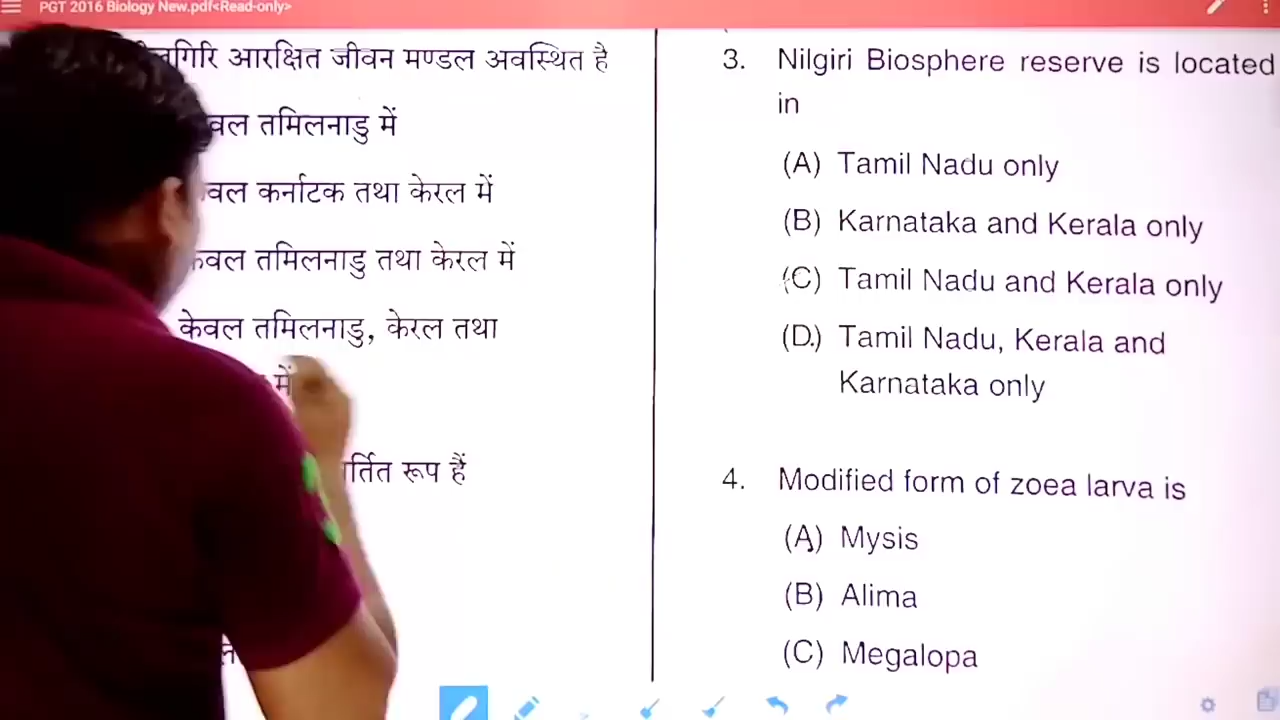 PGT 2016 Biology New.pdf<Read-only>
आरक्षित जीवन मण्डल अवस्थित है
तमिलनाडु में
कर्नाटक तथा केरल में
केवल तमिलनाडु तथा केरल में
केवल तमिलनाडु, केरल तथा
में
रूप हैं
3. Nilgiri Biosphere reserve is located
in
(A) Tamil Nadu only
(B) Karnataka and Kerala only
(C) Tamil Nadu and Kerala only
(D) Tamil Nadu, Kerala and
Karnataka only
4. Modified form of zoea larva is
(A) Mysis
(B) Alima
(C) Megalopa